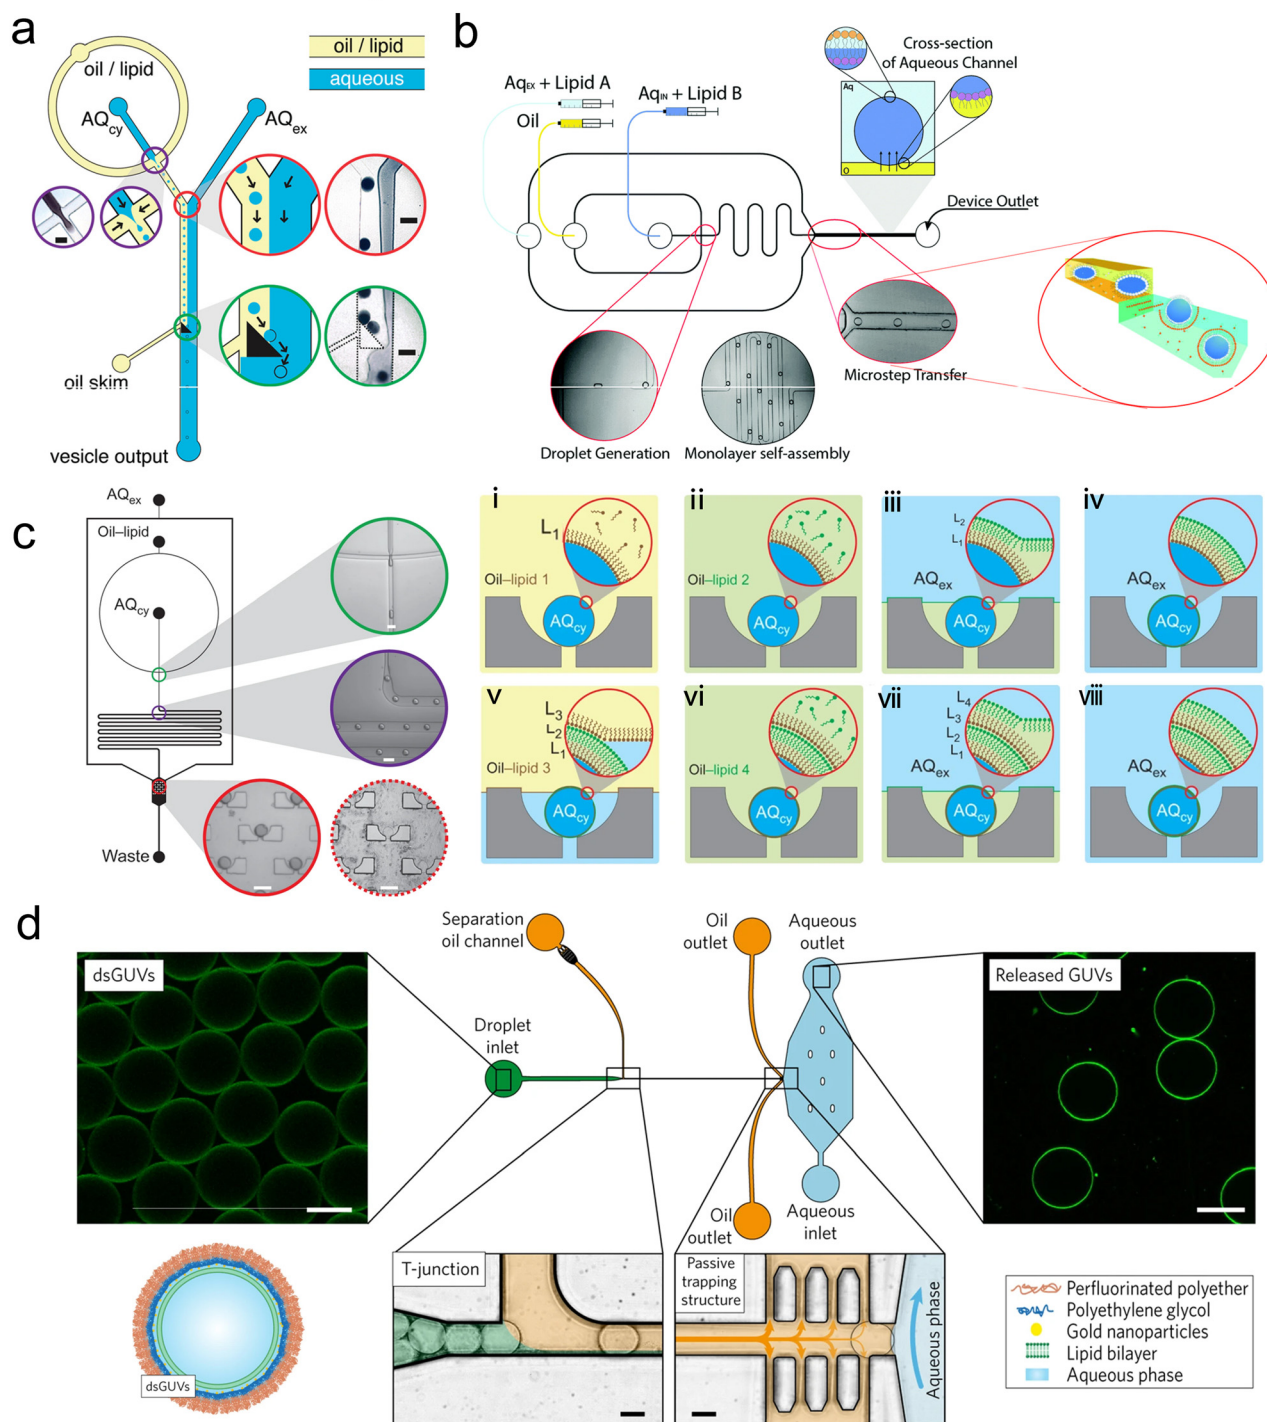 a
oil / lipid
aqueous
oil / lipid
AQcy
AQex
oil skim
vesicle output
b
AqEX + Lipid A
Oil
AqIN + Lipid B
Cross-section
of Aqueous Channel
Aq
O
Device Outlet
Droplet Generation
Monolayer self-assembly
Microstep Transfer
c
AQex
Oil–lipid
AQcy
Waste
i
L1
Oil–lipid 1
AQcy
ii
Oil–lipid 2
AQcy
iii
L2
L1
AQex
AQcy
iv
AQex
AQcy
v
L3
L2
L1
Oil–lipid 3
AQcy
vi
Oil–lipid 4
AQcy
vii
L4
L3
L2
L1
AQex
AQcy
viii
AQex
AQcy
d
dsGUVs
Separation
oil channel
Droplet
inlet
Oil
outlet
Aqueous
outlet
Released GUVs
Oil
outlet
Aqueous
inlet
dsGUVs
T-junction
Passive
trapping
structure
Aqueous phase
Perfluorinated polyether
Polyethylene glycol
Gold nanoparticles
Lipid bilayer
Aqueous phase